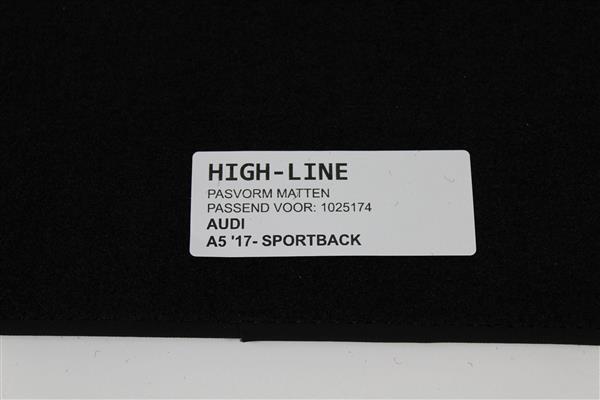 HIGH-LINE
PASVORM MATTEN
PASSEND VOOR: 1025174
AUDI
A5 '17- SPORTBACK